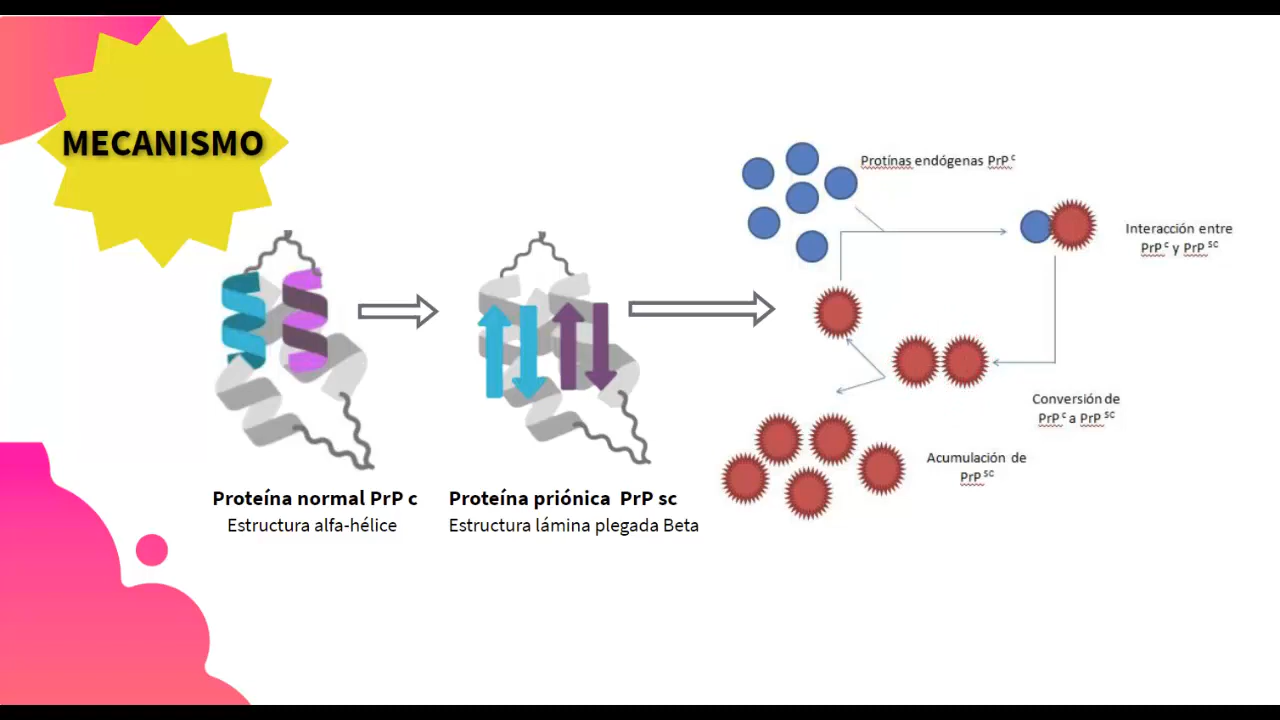 MECANISMO
Protínas endógenas PrP c
Interacción entre
PrP c y PrP SC
Conversión de
PrP c a PrP SC
Acumulación de
PrP SC
Proteína normal PrP c
Estructura alfa-hélice
Proteína priónica PrP sc
Estructura lámina plegada Beta